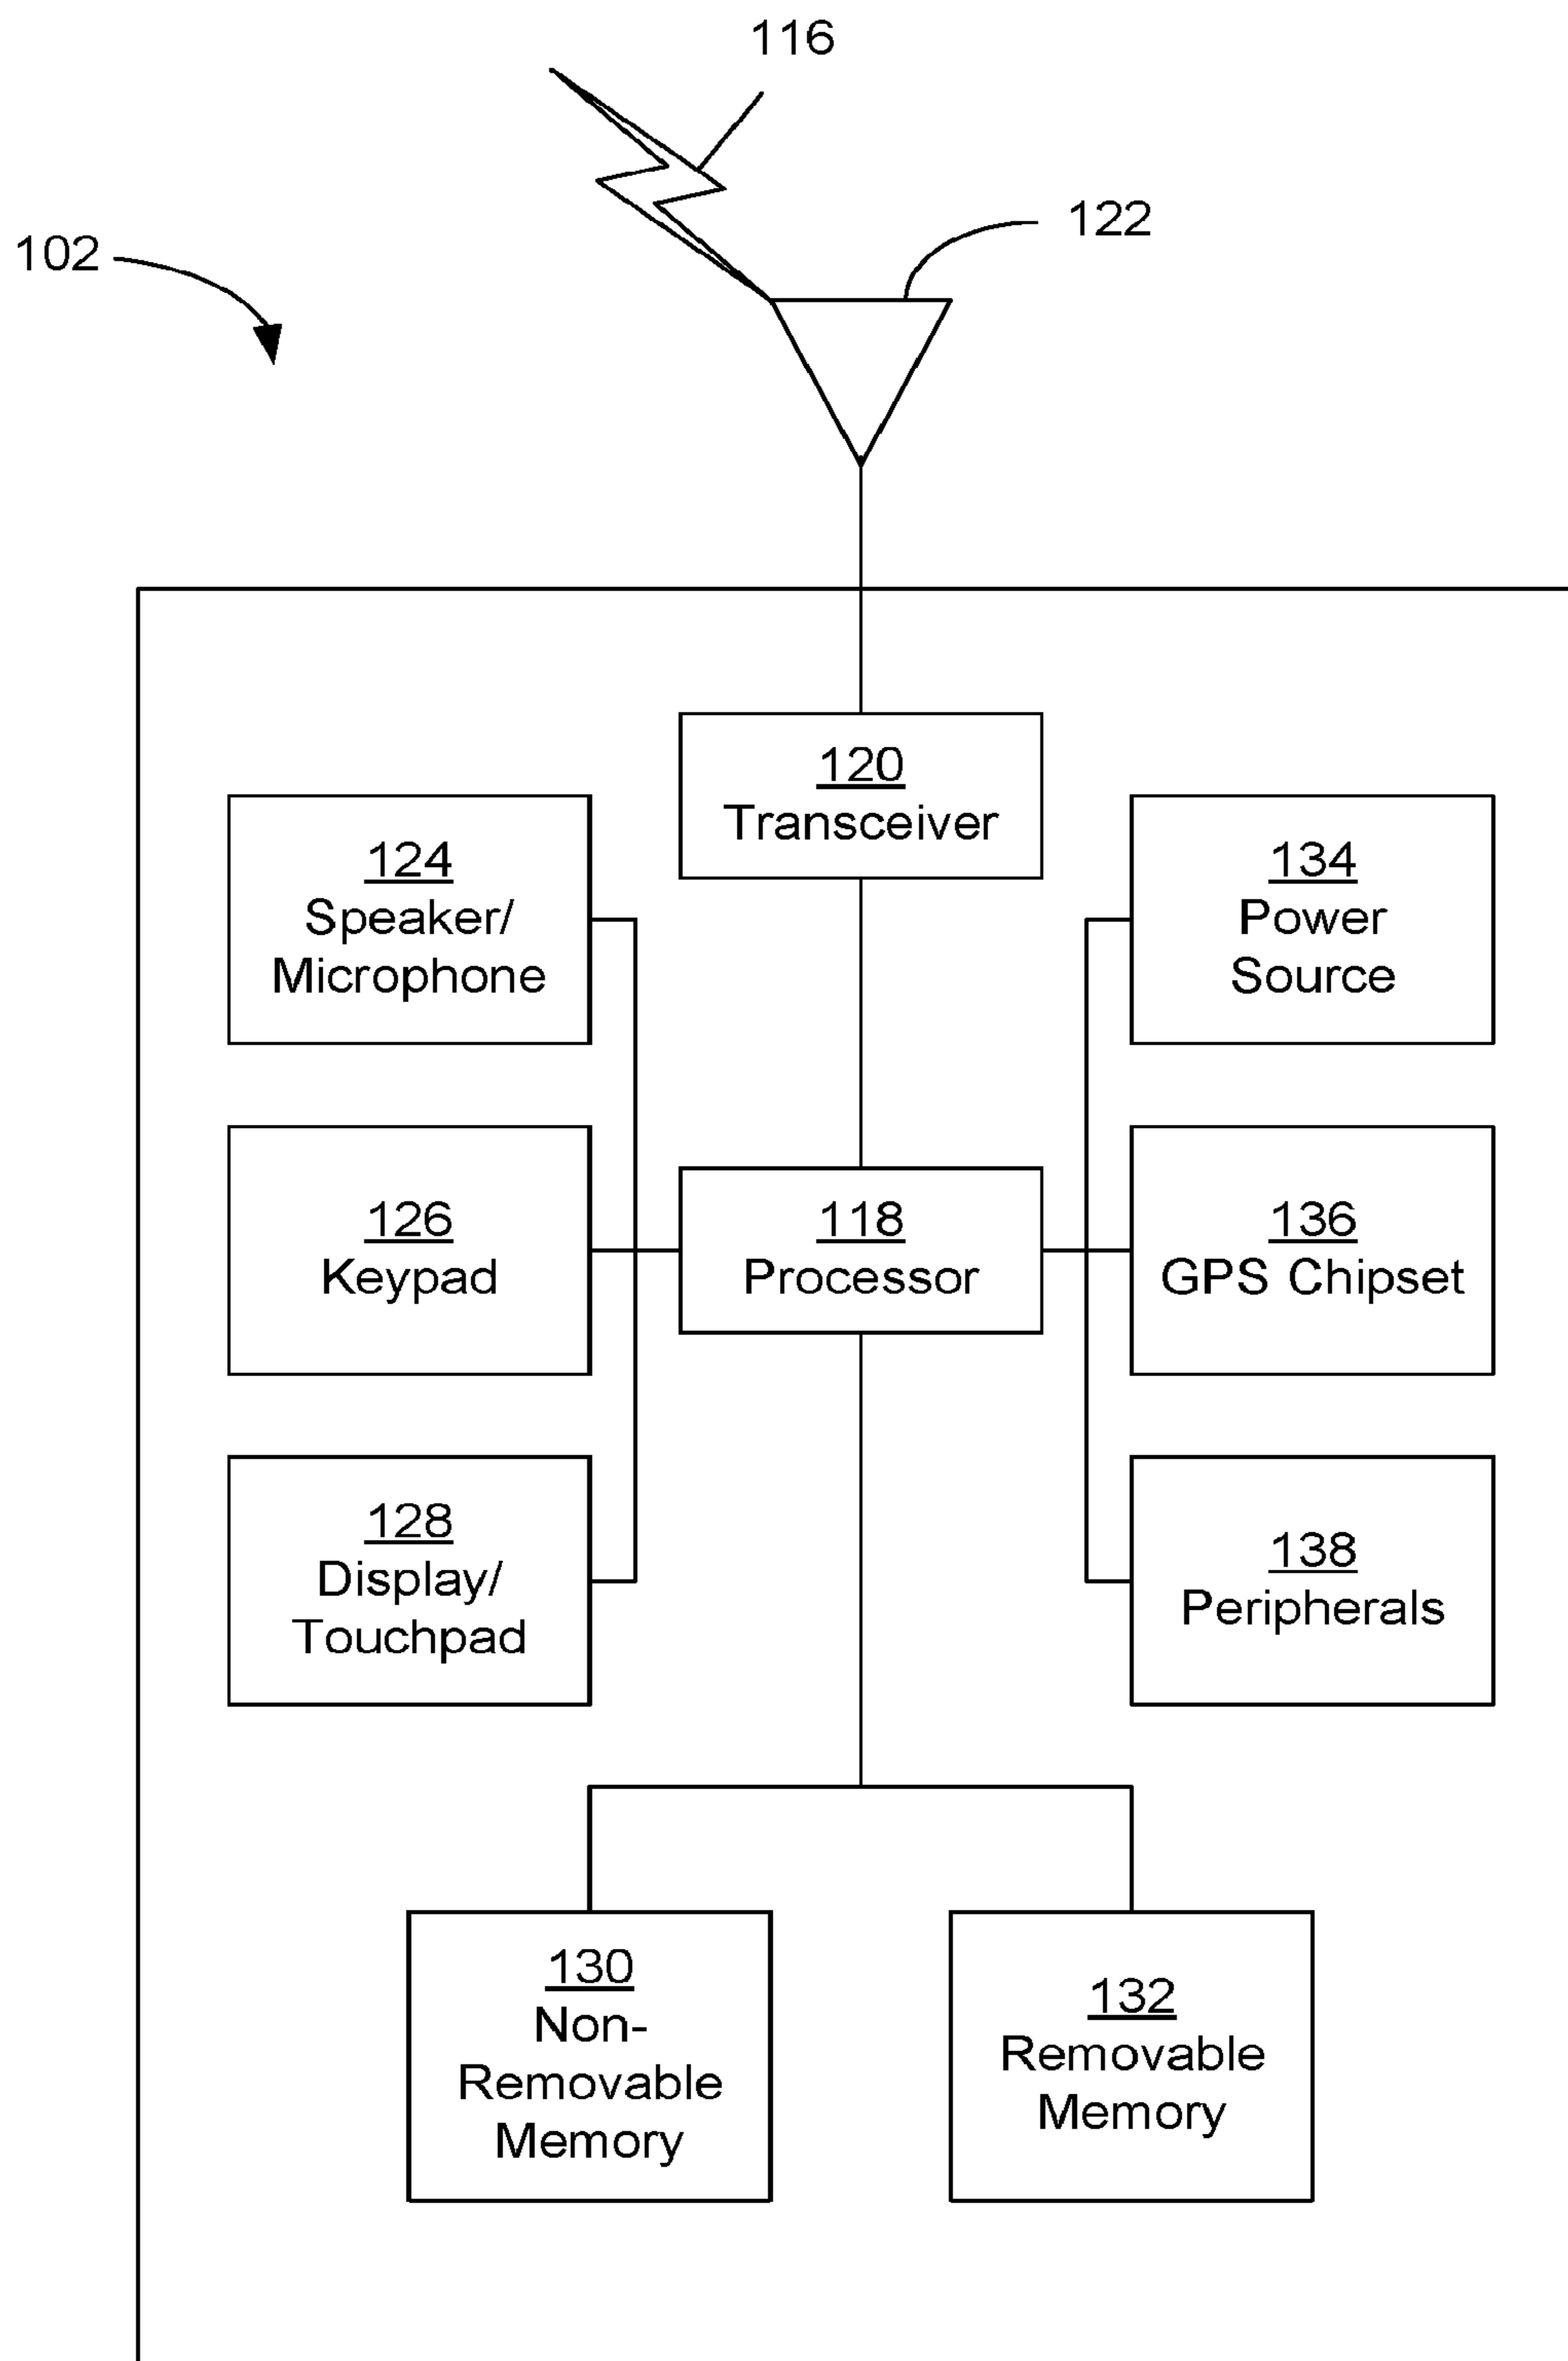 116
122
102
120
Transceiver
124
Speaker/
Microphone
134
Power
Source
126
Keypad
118
Processor
136
GPS Chipset
128
Display/
Touchpad
138
Peripherals
130
Non-
Removable
Memory
132
Removable
Memory